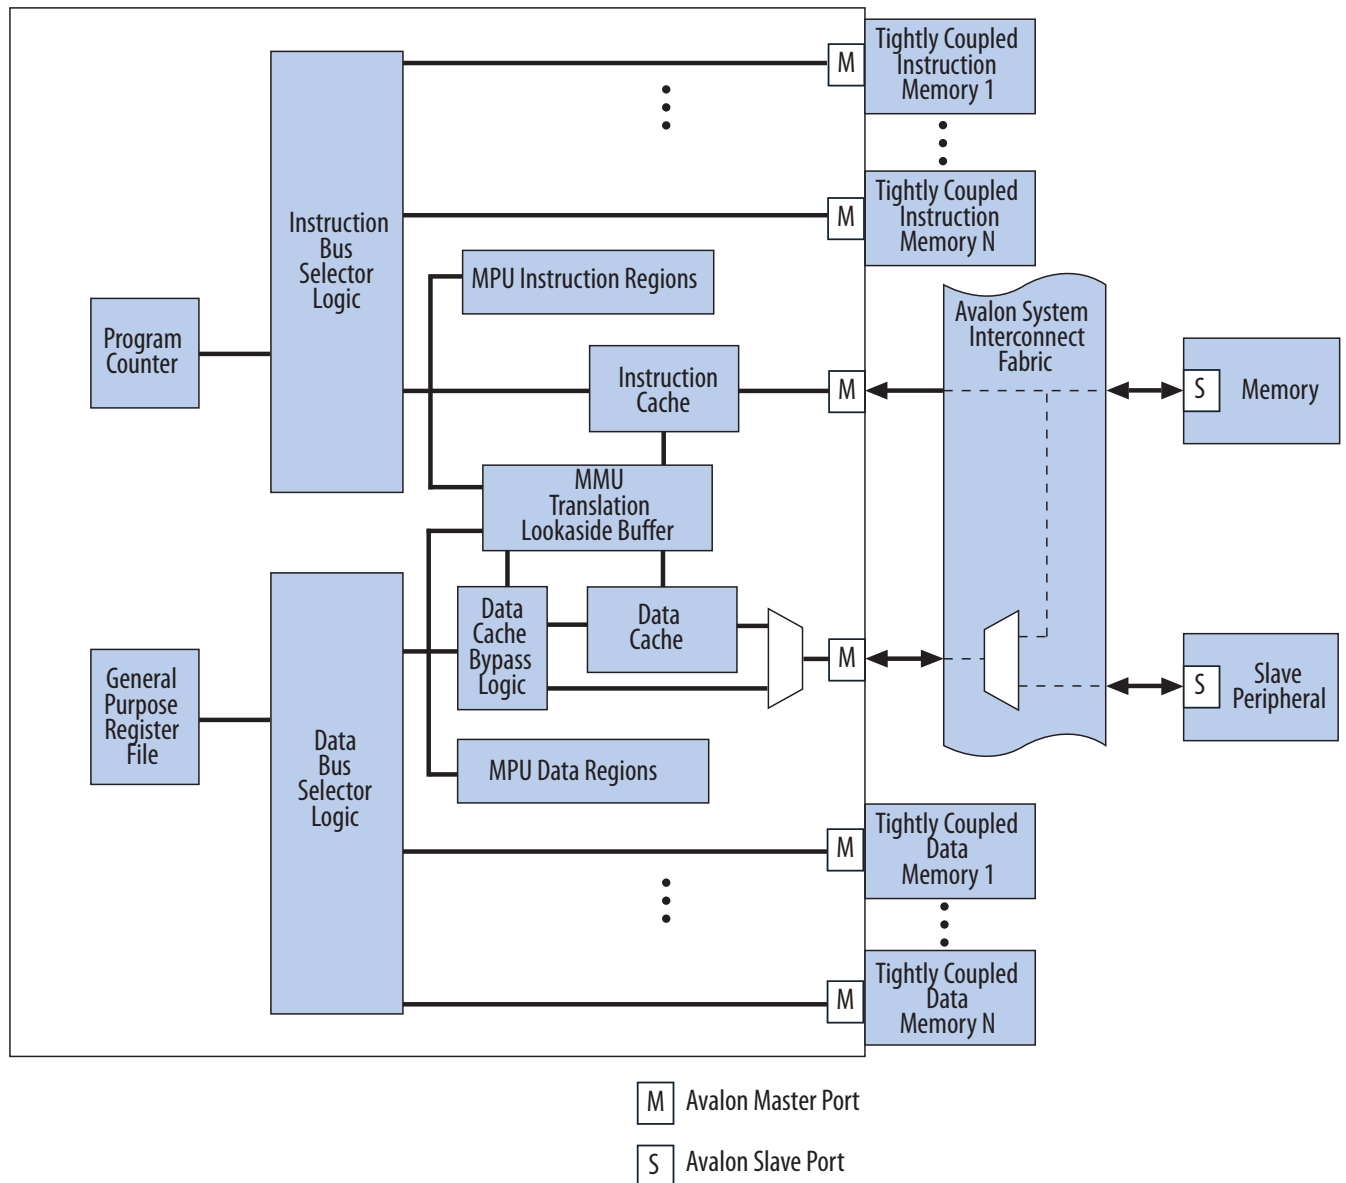 Tightly Coupled
Instruction
Memory 1
M
Tightly Coupled
Instruction
Memory N
M
Instruction
Bus
Selector
Logic
MPU Instruction Regions
Program
Counter
Instruction
Cache
M
Avalon System
Interconnect
Fabric
S
Memory
MMU
Translation
Lookaside Buffer
Data
Cache
Bypass
Logic
Data
Cache
M
General
Purpose
Register
File
S
Slave
Peripheral
Data
Bus
Selector
Logic
MPU Data Regions
M
Tightly Coupled
Data
Memory 1
M
Tightly Coupled
Data
Memory N
M Avalon Master Port
S Avalon Slave Port